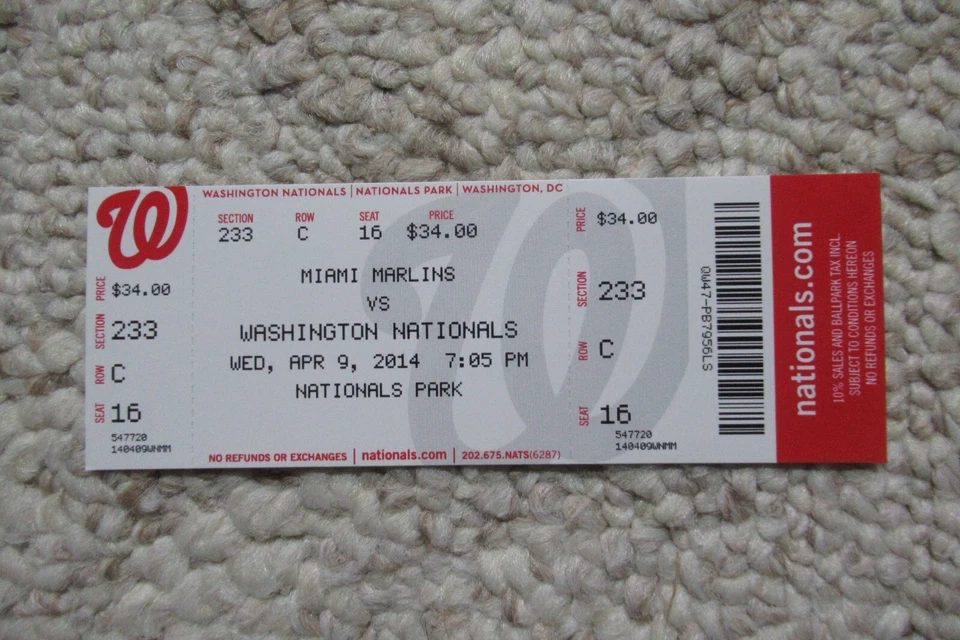 W
PRICE $34.00
SECTION 233
ROW C
SEAT 16
547720
140409WNMM
WASHINGTON NATIONALS | NATIONALS PARK | WASHINGTON, DC
SECTION ROW SEAT PRICE
233 C 16 $34.00
MIAMI MARLINS
VS
WASHINGTON NATIONALS
WED, APR 9, 2014 7:05 PM
NATIONALS PARK
NO REFUNDS OR EXCHANGES | nationals.com | 202.675.NATS(6287)
PRICE $34.00
SECTION 233
ROW C
SEAT 16
547720
140409WNMM
QW47-PB7956LS
nationals.com
10% SALES AND BALLPARK TAX INCL.
SUBJECT TO CONDITIONS HEREON
NO REFUNDS OR EXCHANGES